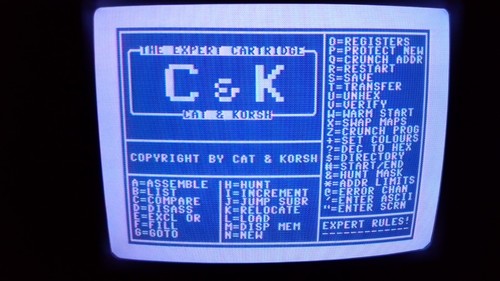 THE EXPERT CARTRIDGE
C & K
CAT & KORSH
COPYRIGHT BY CAT & KORSH
A=ASSEMBLE
B=LIST
C=COMPARE
D=DISASS
E=EXCL OR
F=FILL
G=GOTO
H=HUNT
I=INCREMENT
J=JUMP SUBR
K=RELOCATE
L=LOAD
M=DISP MEM
N=NEW
O=REGISTERS
P=PROTECT NEW
Q=CRUNCH ADDR
R=RESTART
S=SAVE
T=TRANSFER
U=UNHEX
V=VERIFY
W=WARM START
X=SWAP MAPS
Z=CRUNCH PROG
+=SET COLOURS
?=DEC TO HEX
$=DIRECTORY
#=START/END
&=HUNT MASK
*=ADDR LIMITS
@=ERROR CHAN
'=ENTER ASCII
"=ENTER SCRN
EXPERT RULES!